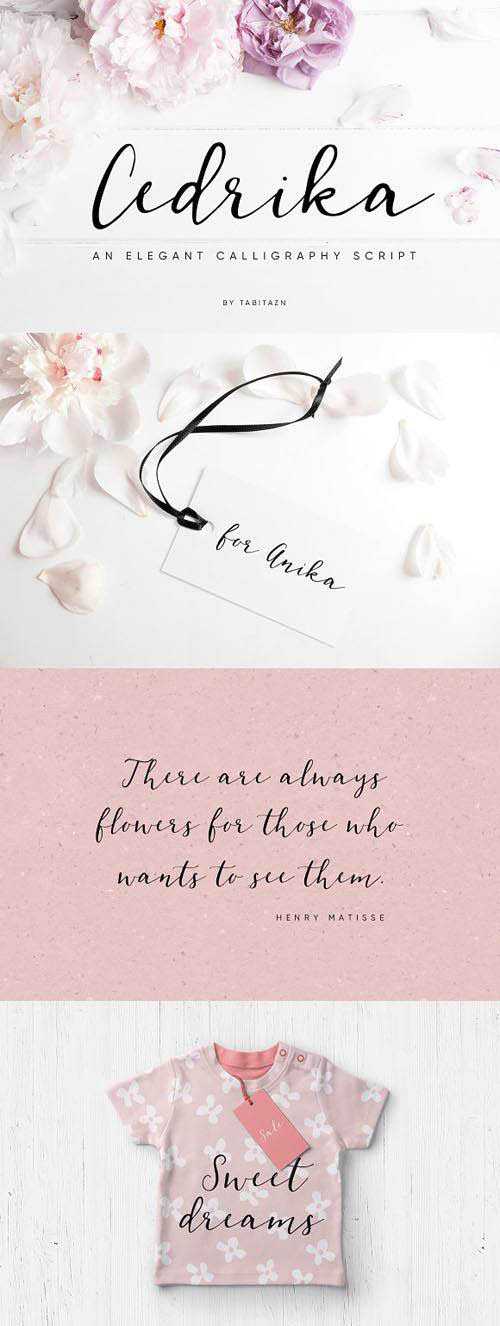 Cedrika
AN ELEGANT CALLIGRAPHY SCRIPT
BY TABITAZN
for Anika
There are always
flowers for those who
wants to see them.
HENRY MATISSE
Sale
Sweet
dreams